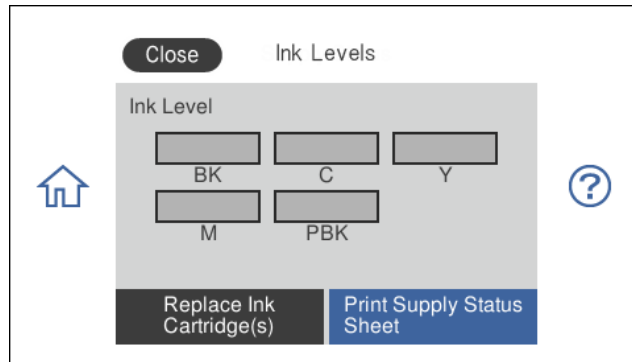 Close Ink Levels
Ink Level
BK C Y
M PBK
Replace Ink Print Supply Status
Cartridge(s) Sheet
?